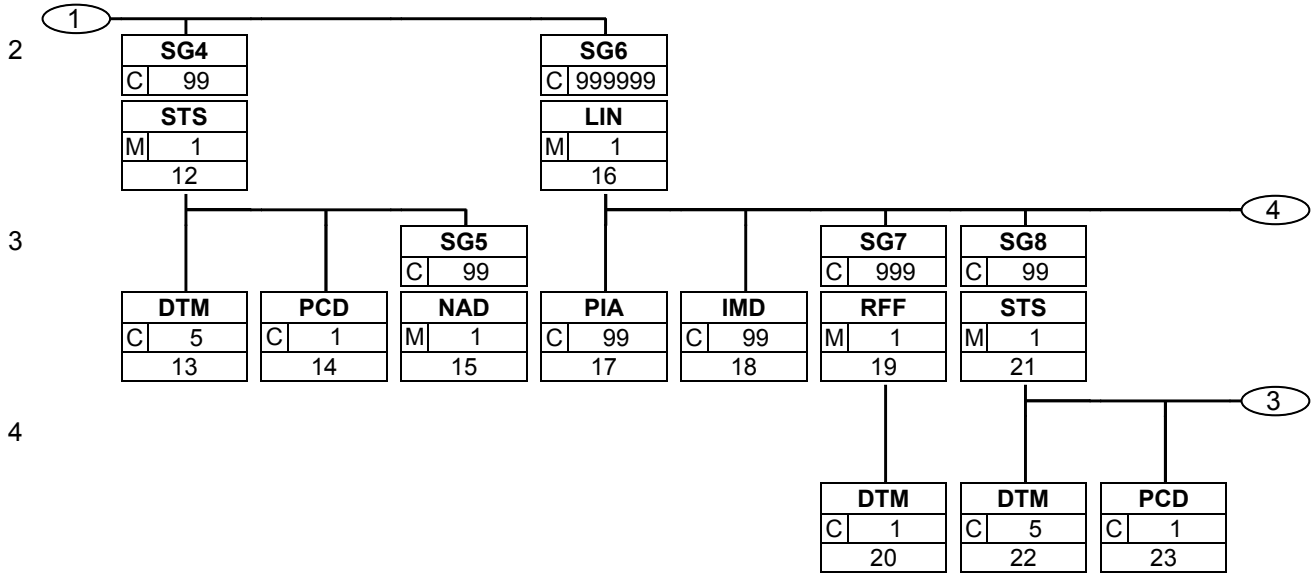 1
2
SG4
C 99
STS
M 1
12
SG6
C 999999
LIN
M 1
16
4
3
DTM
C 5
13
PCD
C 1
14
SG5
C 99
NAD
M 1
15
PIA
C 99
17
IMD
C 99
18
SG7
C 999
RFF
M 1
19
SG8
C 99
STS
M 1
21
3
4
DTM
C 1
20
DTM
C 5
22
PCD
C 1
23